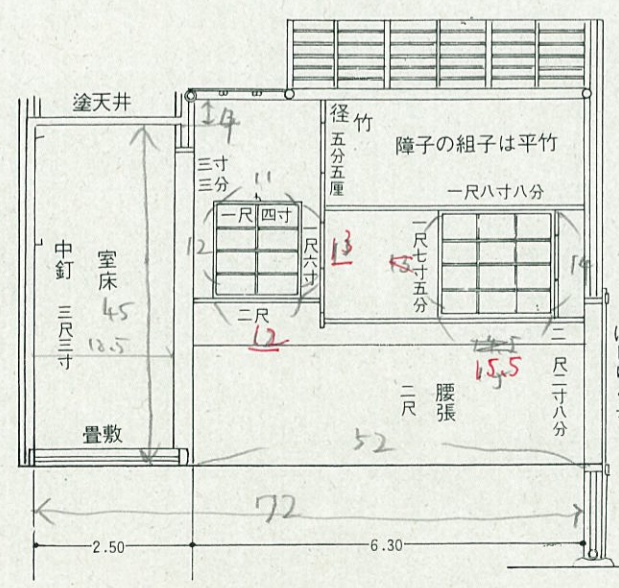 塗天井
中釘 三尺三寸
室床
45
18.5
畳敷
三寸三分
11
一尺四寸
一尺六寸
12
二尺
12
径竹
五分五厘
障子の組子は平竹
一尺八寸八分
13
15
一尺七寸五分
14
14.5
15.5
二尺二寸八分
腰張
二尺
52
72
2.50
6.30